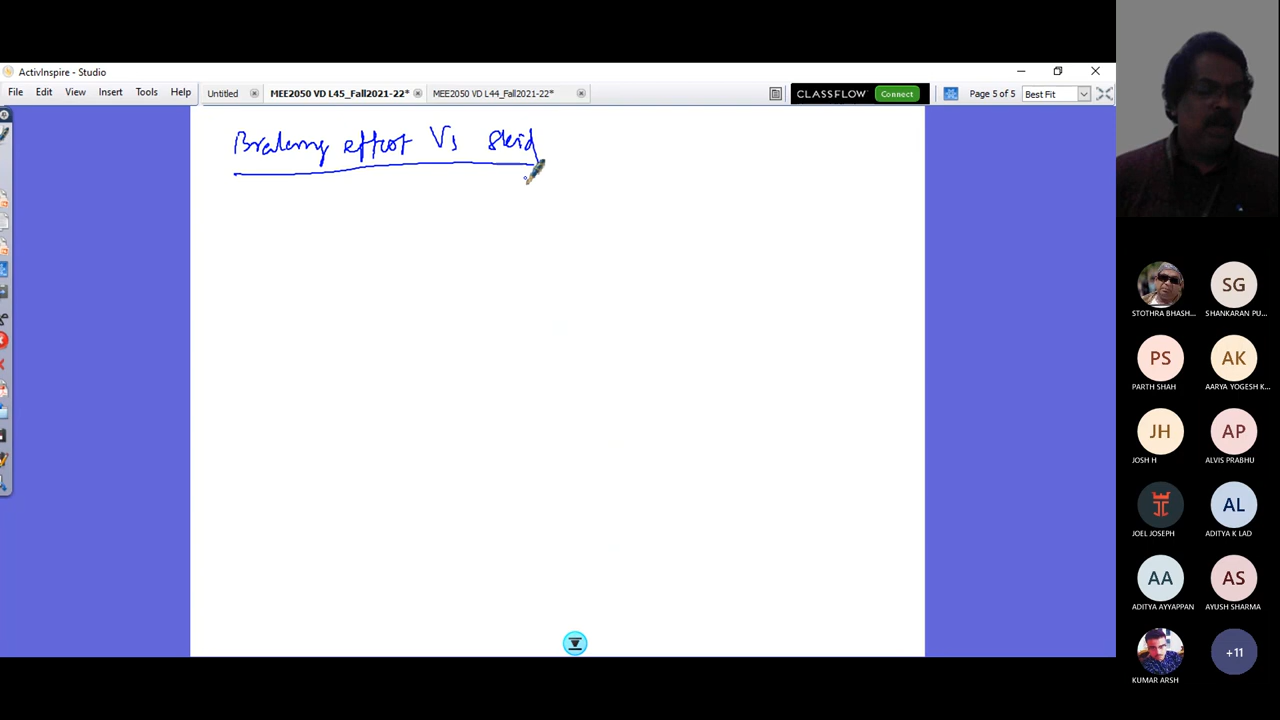 ActivInspire - Studio
File Edit View Insert Tools Help
Untitled MEE2050 VD L45_Fall2021-22* MEE2050 VD L44_Fall2021-22* CLASSFLOW Connect Page 5 of 5 Best Fit
Braking effort Vs skid
STOTHRA BHASH...
SG
SHANKARAN PU...
PS
PARTH SHAH
AK
AARYA YOGESH K...
JH
JOSH H
AP
ALVIS PRABHU
JOEL JOSEPH
AL
ADITYA K LAD
AA
ADITYA AYYAPPAN
AS
AYUSH SHARMA
KUMAR ARSH
+11